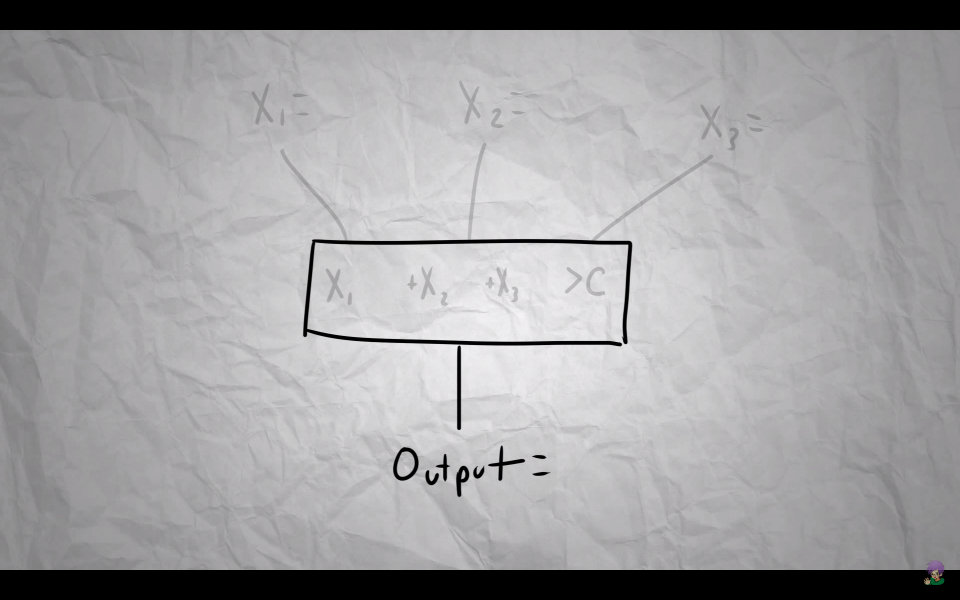 X₁= X₂= X₃=
X₁ +X₂ +X₃ >C
Output=